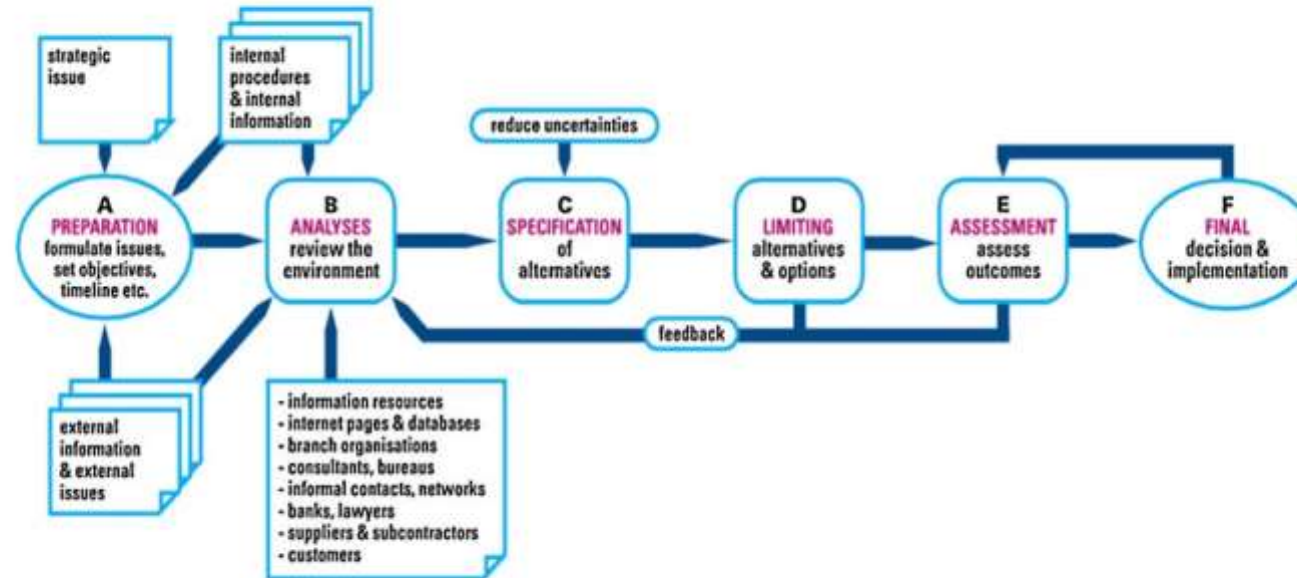 strategic
issue
internal
procedures
& internal
information
reduce uncertainties
A
PREPARATION
formulate issues,
set objectives,
timeline etc.
B
ANALYSES
review the
environment
C
SPECIFICATION
of
alternatives
D
LIMITING
alternatives
& options
E
ASSESSMENT
assess
outcomes
F
FINAL
decision &
implementation
feedback
external
information
& external
issues
- information resources
- internet pages & databases
- branch organisations
- consultants, bureaus
- informal contacts, networks
- banks, lawyers
- suppliers & subcontractors
- customers